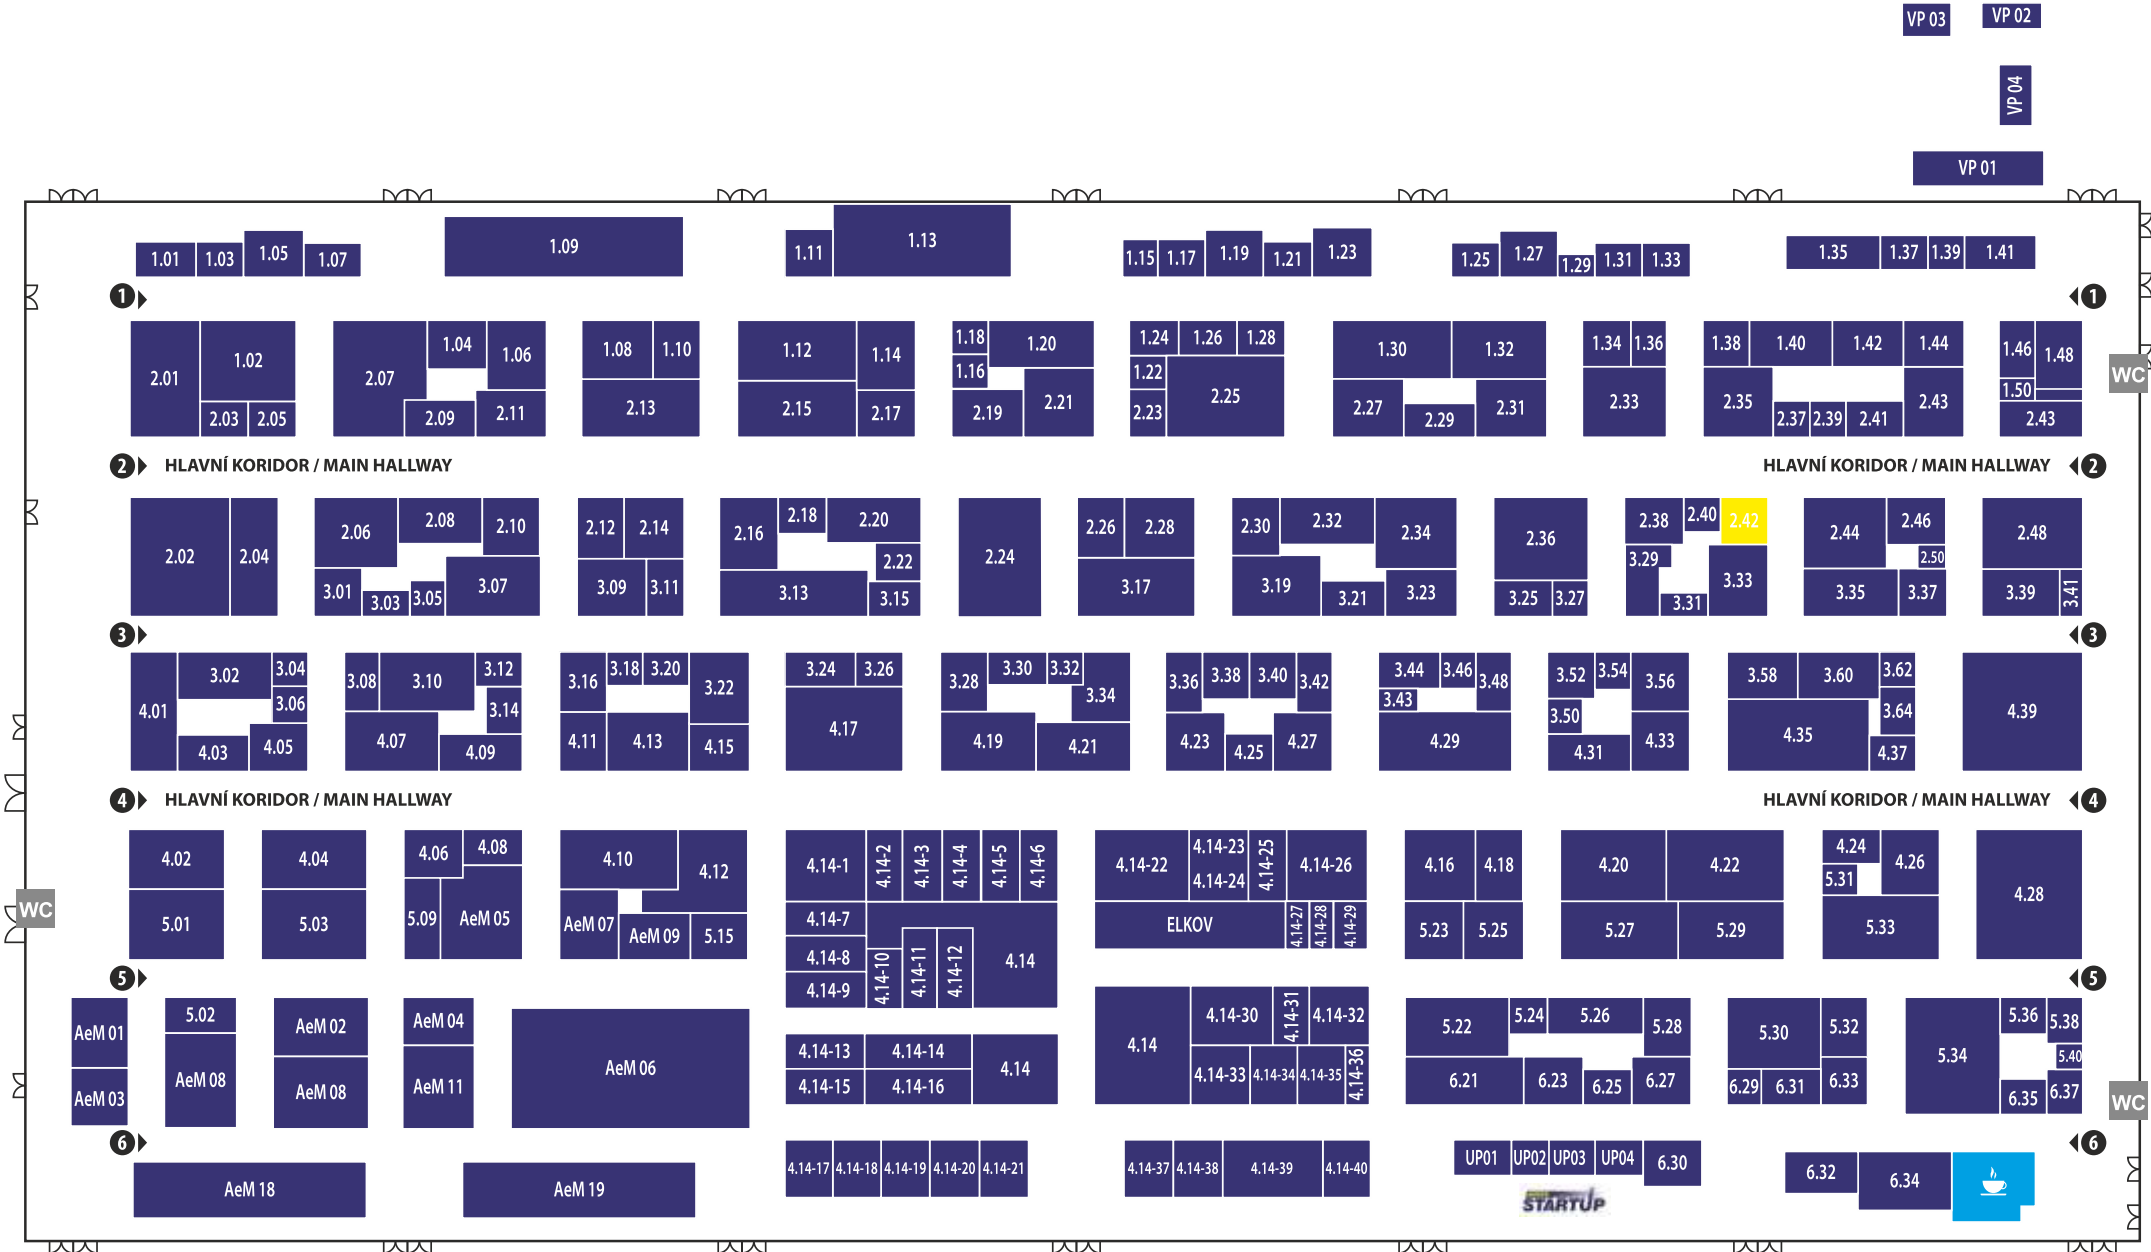 VP 03
VP 02
VP 04
VP 01
1.01 1.03 1.05 1.07 1.09 1.11 1.13 1.15 1.17 1.19 1.21 1.23 1.25 1.27 1.29 1.31 1.33 1.35 1.37 1.39 1.41
1 1
2.01 1.02 2.03 2.05
2.07 1.04 1.06 2.09 2.11
1.08 1.10 2.13
1.12 1.14 2.15 2.17
1.18 1.20 1.16 2.19 2.21
1.24 1.26 1.28 1.22 2.23 2.25
1.30 1.32 2.27 2.29 2.31
1.34 1.36 2.33
1.38 1.40 1.42 1.44 2.35 2.37 2.39 2.41 2.43
1.46 1.48 1.50 2.43
WC
2 HLAVNÍ KORIDOR / MAIN HALLWAY HLAVNÍ KORIDOR / MAIN HALLWAY 2
2.02 2.04
2.06 2.08 2.10 3.01 3.03 3.05 3.07
2.12 2.14 3.09 3.11
2.16 2.18 2.20 2.22 3.13 3.15
2.24
2.26 2.28 3.17
2.30 2.32 2.34 3.19 3.21 3.23
2.36 3.25 3.27
2.38 2.40 2.42 3.29 3.31 3.33
2.44 2.46 2.50 3.35 3.37
2.48 3.39 3.41
3 3
4.01 3.02 3.04 3.06 4.03 4.05
3.08 3.10 3.12 3.14 4.07 4.09
3.16 3.18 3.20 3.22 4.11 4.13 4.15
3.24 3.26 4.17
3.28 3.30 3.32 3.34 4.19 4.21
3.36 3.38 3.40 3.42 4.23 4.25 4.27
3.44 3.46 3.48 3.43 4.29
3.52 3.54 3.56 3.50 4.31 4.33
3.58 3.60 3.62 3.64 4.35 4.37
4.39
4 HLAVNÍ KORIDOR / MAIN HALLWAY HLAVNÍ KORIDOR / MAIN HALLWAY 4
WC
4.02 5.01
4.04 5.03
4.06 4.08 5.09 AeM 05
4.10 4.12 AeM 07 AeM 09 5.15
4.14-1 4.14-2 4.14-3 4.14-4 4.14-5 4.14-6
4.14-7 4.14-8 4.14-9 4.14-10 4.14-11 4.14-12 4.14
4.14-22 4.14-23 4.14-24 4.14-25 4.14-26
ELKOV 4.14-27 4.14-28 4.14-29
4.16 4.18 5.23 5.25
4.20 4.22 5.27 5.29
4.24 4.26 5.31 5.33
4.28
5 5
AeM 01 AeM 03
5.02 AeM 08
AeM 02 AeM 08
AeM 04 AeM 11
AeM 06
4.14-13 4.14-14 4.14-15 4.14-16 4.14
4.14 4.14-30 4.14-31 4.14-32 4.14-33 4.14-34 4.14-35 4.14-36
5.22 5.24 5.26 5.28 6.21 6.23 6.25 6.27
5.30 5.32 6.29 6.31 6.33
5.34 5.36 5.38 5.40 6.35 6.37
WC
6 6
AeM 18 AeM 19
4.14-17 4.14-18 4.14-19 4.14-20 4.14-21
4.14-37 4.14-38 4.14-39 4.14-40
UP01 UP02 UP03 UP04 6.30
STARTUP
6.32 6.34